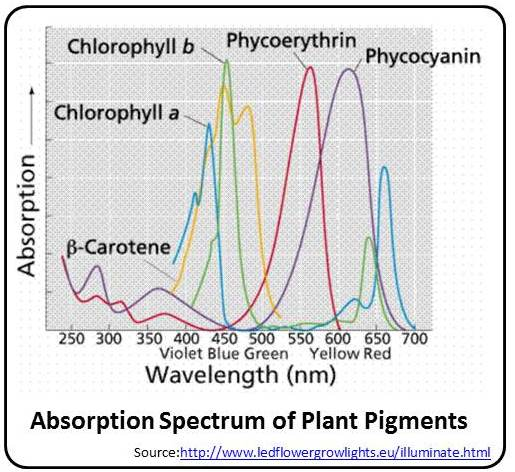 Chlorophyll b
Phycoerythrin
Phycocyanin
Chlorophyll a
β-Carotene
Absorption
250 300 350 400 450 500 550 600 650 700
Violet Blue Green Yellow Red
Wavelength (nm)
Absorption Spectrum of Plant Pigments
Source:http://www.ledflowergrowlights.eu/illuminate.html